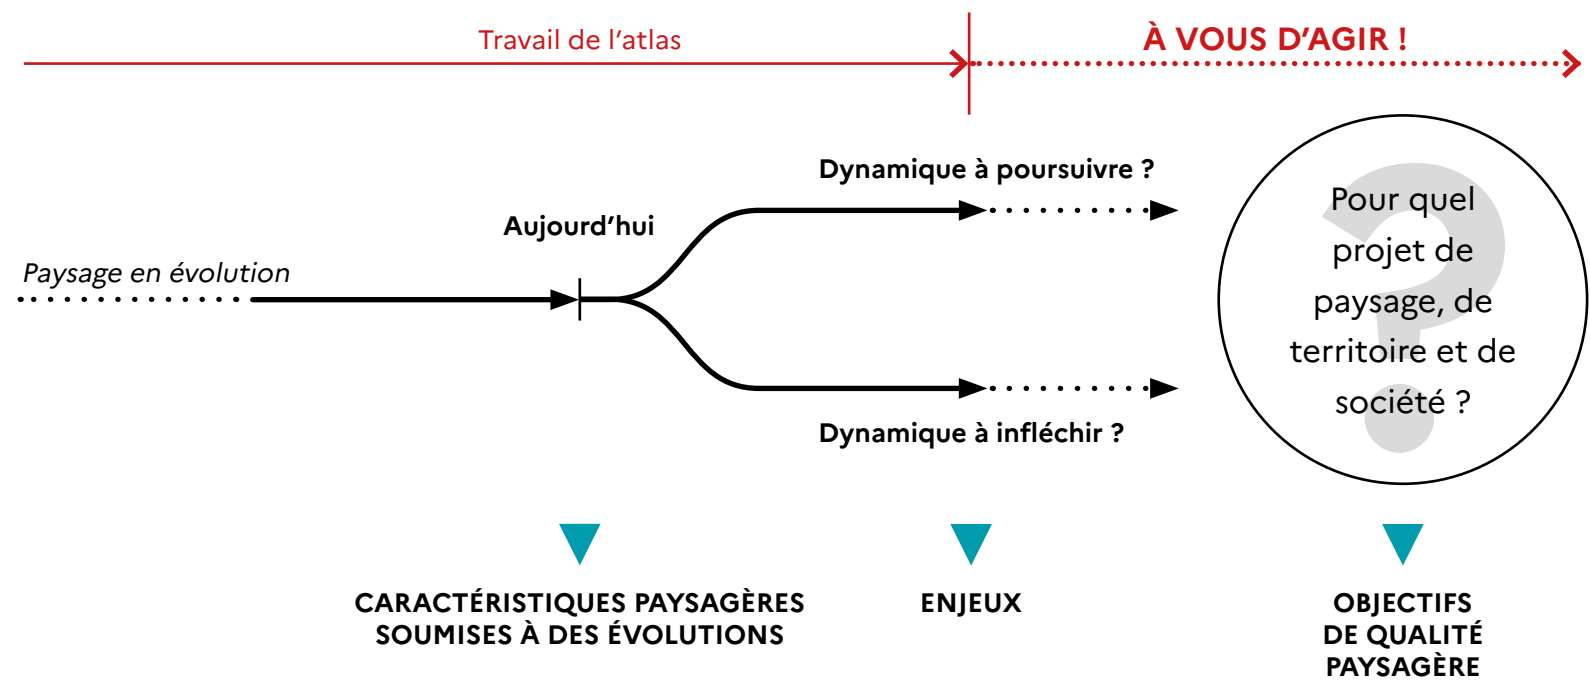 Travail de l'atlas
À VOUS D'AGIR !
Dynamique à poursuivre ?
Aujourd'hui
Paysage en évolution
Dynamique à infléchir ?
Pour quel
projet de
paysage, de
territoire et de
société ?
?
CARACTÉRISTIQUES PAYSAGÈRES
SOUMISES À DES ÉVOLUTIONS
ENJEUX
OBJECTIFS
DE QUALITÉ
PAYSAGÈRE